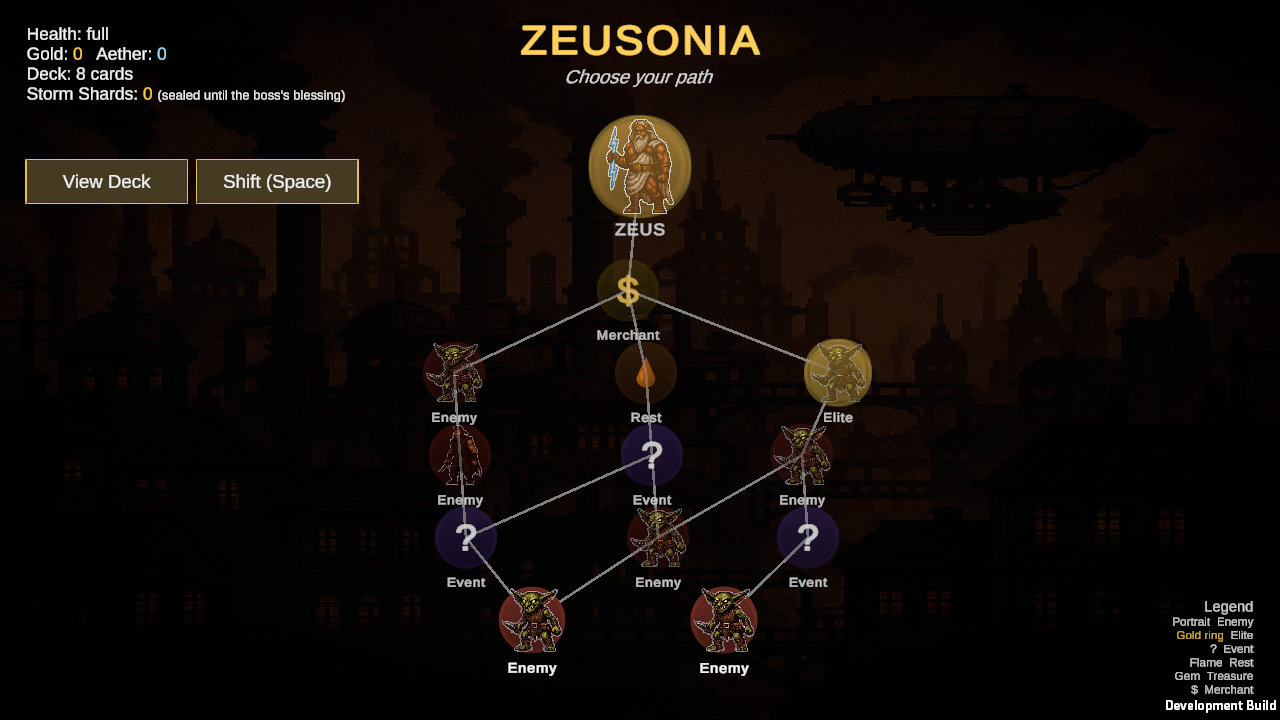 Health: full
Gold: 0 Aether: 0
Deck: 8 cards
Storm Shards: 0 (sealed until the boss's blessing)
ZEUSONIA
Choose your path
View Deck
Shift (Space)
ZEUS
$
Merchant
Enemy
Rest
Elite
?
Enemy
Event
Enemy
?
?
Event
Enemy
Event
Enemy
Enemy
Legend
Portrait Enemy
Gold ring Elite
? Event
Flame Rest
Gem Treasure
$ Merchant
Development Build